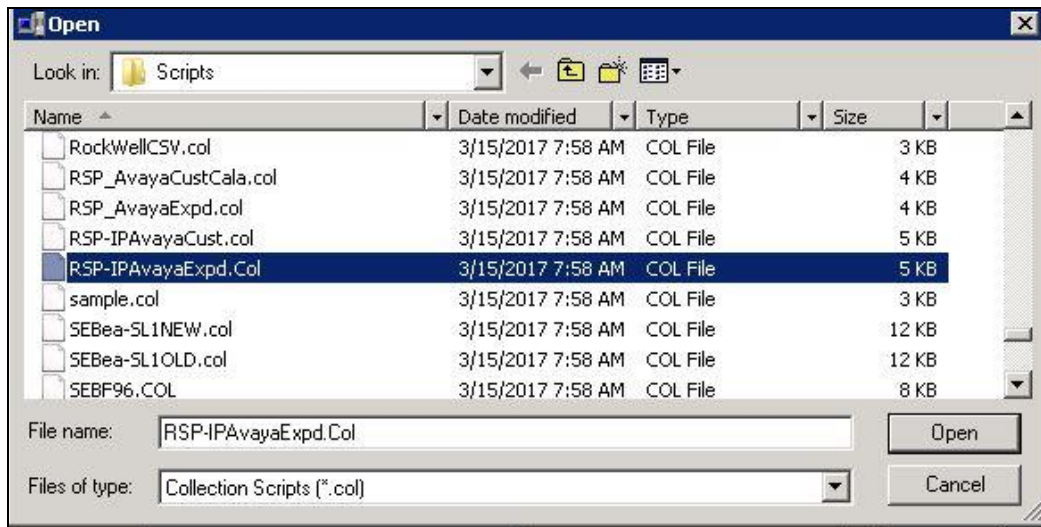 Open
Look in: Scripts
Name Date modified Type Size
RockWellCSV.col 3/15/2017 7:58 AM COL File 3 KB
RSP_AvayaCustCala.col 3/15/2017 7:58 AM COL File 4 KB
RSP_AvayaExpd.col 3/15/2017 7:58 AM COL File 4 KB
RSP-IPAvayaCust.col 3/15/2017 7:58 AM COL File 5 KB
RSP-IPAvayaExpd.Col 3/15/2017 7:58 AM COL File 5 KB
sample.col 3/15/2017 7:58 AM COL File 3 KB
SEBea-SL1NEW.col 3/15/2017 7:58 AM COL File 12 KB
SEBea-SL1OLD.col 3/15/2017 7:58 AM COL File 12 KB
SEBF96.COL 3/15/2017 7:58 AM COL File 8 KB
File name: RSP-IPAvayaExpd.Col Open
Files of type: Collection Scripts (*.col) Cancel